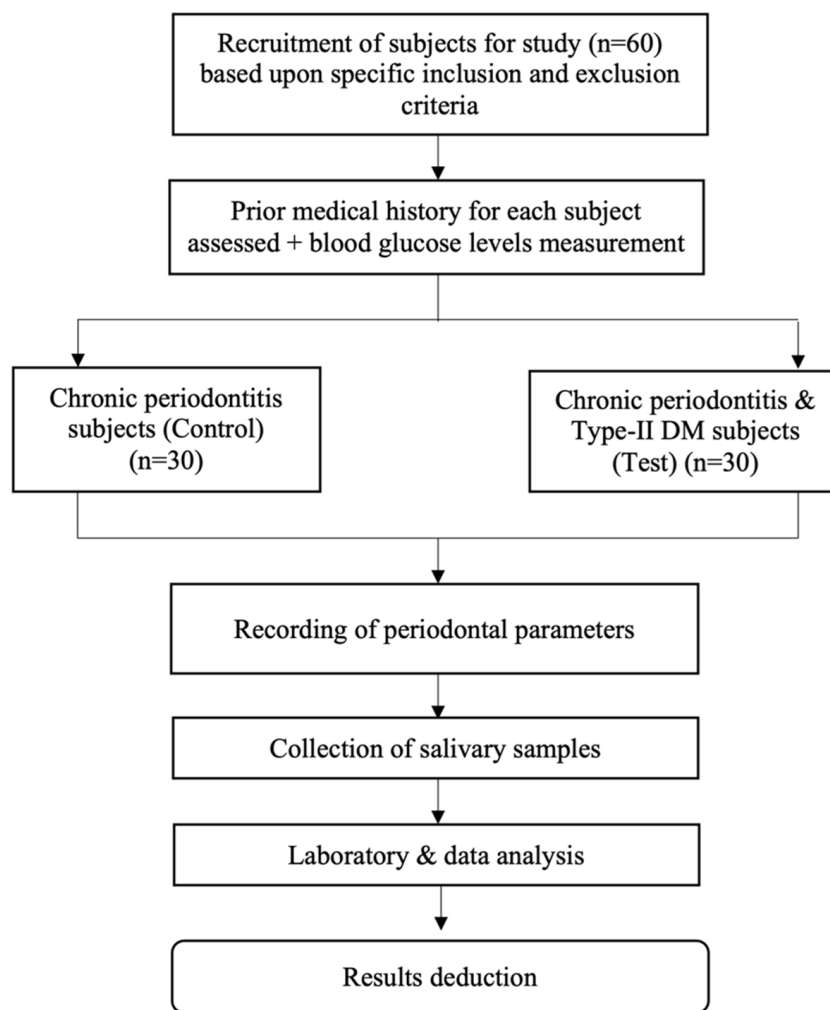 Recruitment of subjects for study (n=60)
based upon specific inclusion and exclusion
criteria
Prior medical history for each subject
assessed + blood glucose levels measurement
Chronic periodontitis
subjects (Control)
(n=30)
Chronic periodontitis &
Type-II DM subjects
(Test) (n=30)
Recording of periodontal parameters
Collection of salivary samples
Laboratory & data analysis
Results deduction